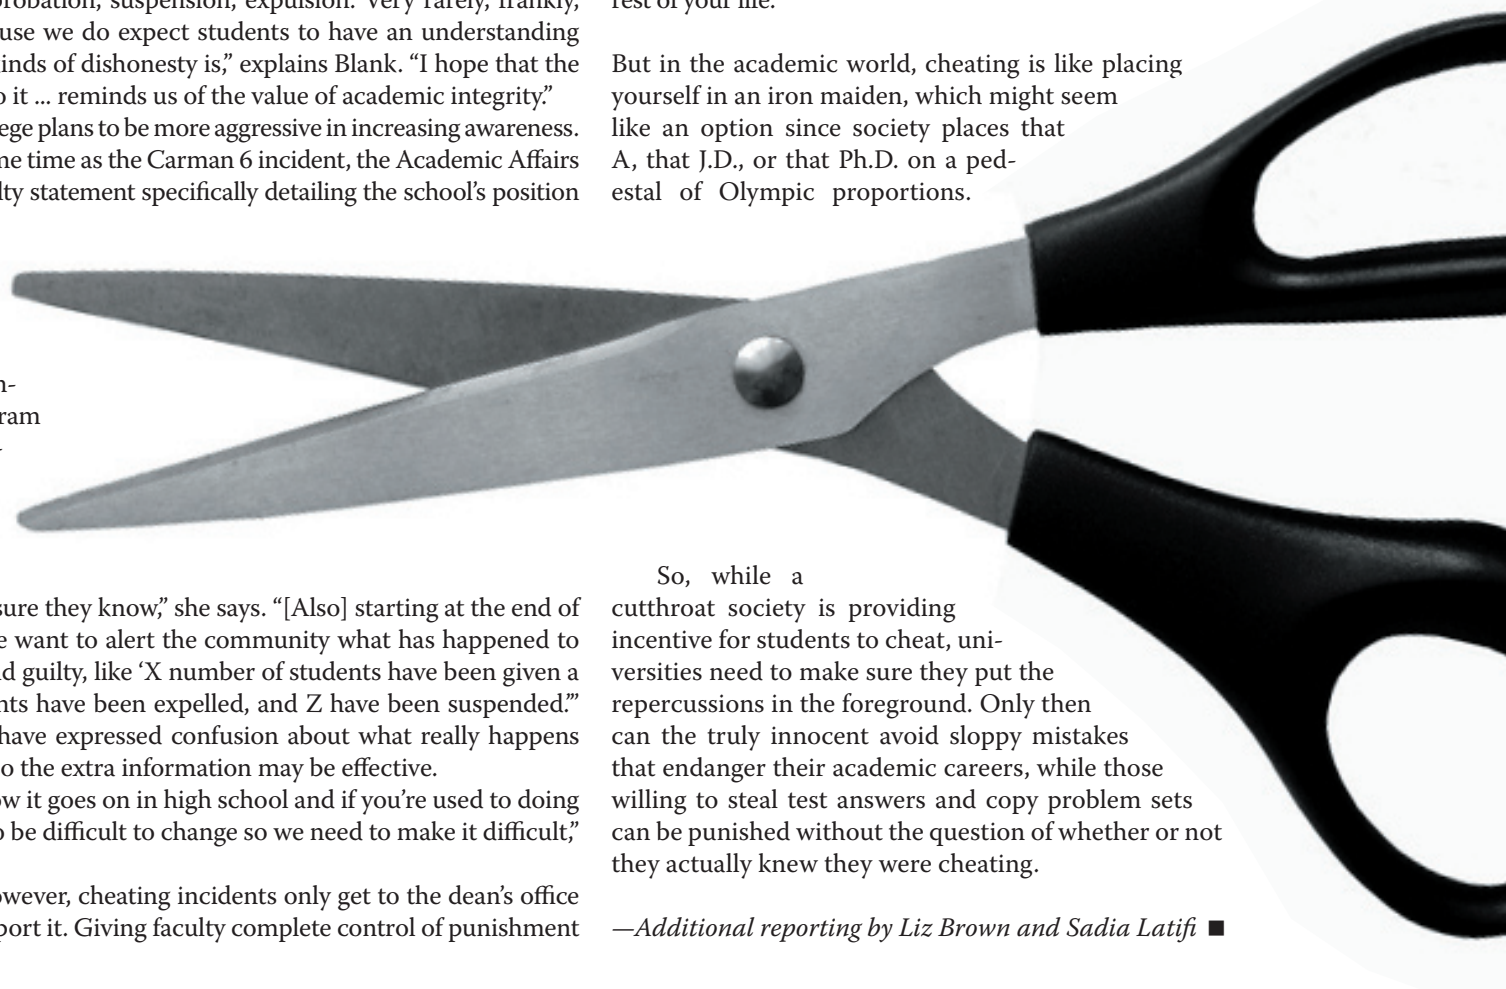 probation, suspension, expulsion. Very rarely, frankly,
use we do expect students to have an understanding
inds of dishonesty is,” explains Blank. “I hope that the
o it ... reminds us of the value of academic integrity.”
ege plans to be more aggressive in increasing awareness.
me time as the Carman 6 incident, the Academic Affairs
lty statement specifically detailing the school’s position
n-
ram
sure they know,” she says. “[Also] starting at the end of
e want to alert the community what has happened to
d guilty, like ‘X number of students have been given a
nts have been expelled, and Z have been suspended.’”
have expressed confusion about what really happens
o the extra information may be effective.
ow it goes on in high school and if you’re used to doing
o be difficult to change so we need to make it difficult,”
owever, cheating incidents only get to the dean’s office
port it. Giving faculty complete control of punishment
rest of your life.
But in the academic world, cheating is like placing
yourself in an iron maiden, which might seem
like an option since society places that
A, that J.D., or that Ph.D. on a ped-
estal of Olympic proportions.
So, while a
cutthroat society is providing
incentive for students to cheat, uni-
versities need to make sure they put the
repercussions in the foreground. Only then
can the truly innocent avoid sloppy mistakes
that endanger their academic careers, while those
willing to steal test answers and copy problem sets
can be punished without the question of whether or not
they actually knew they were cheating.
—Additional reporting by Liz Brown and Sadia Latifi ■